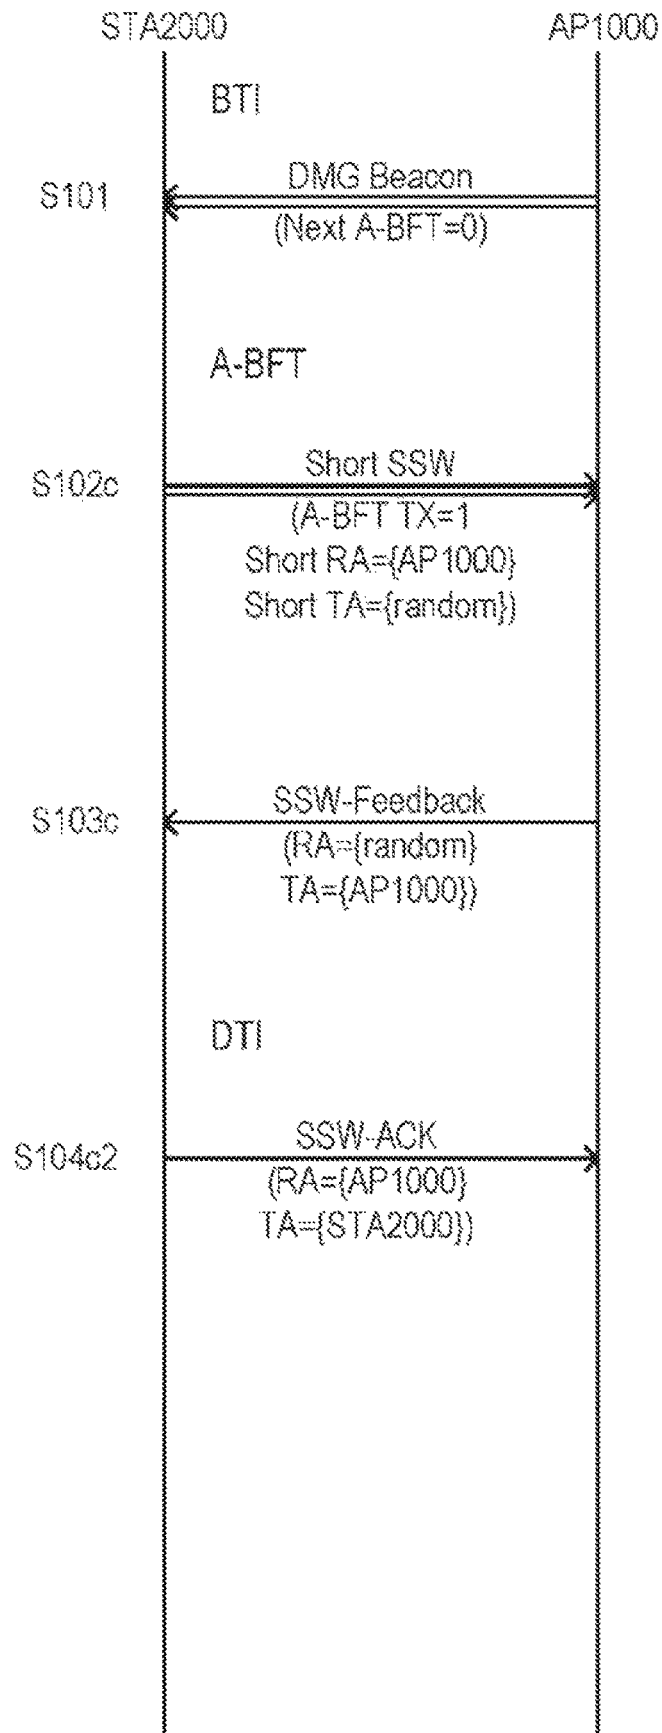 STA2000 AP1000
BTI
S101 DMG Beacon
(Next A-BFT=0)
A-BFT
S102c Short SSW
(A-BFT TX=1
Short RA={AP1000}
Short TA={random})
S103c SSW-Feedback
(RA={random}
TA={AP1000})
DTI
S104c2 SSW-ACK
(RA={AP1000}
TA={STA2000})